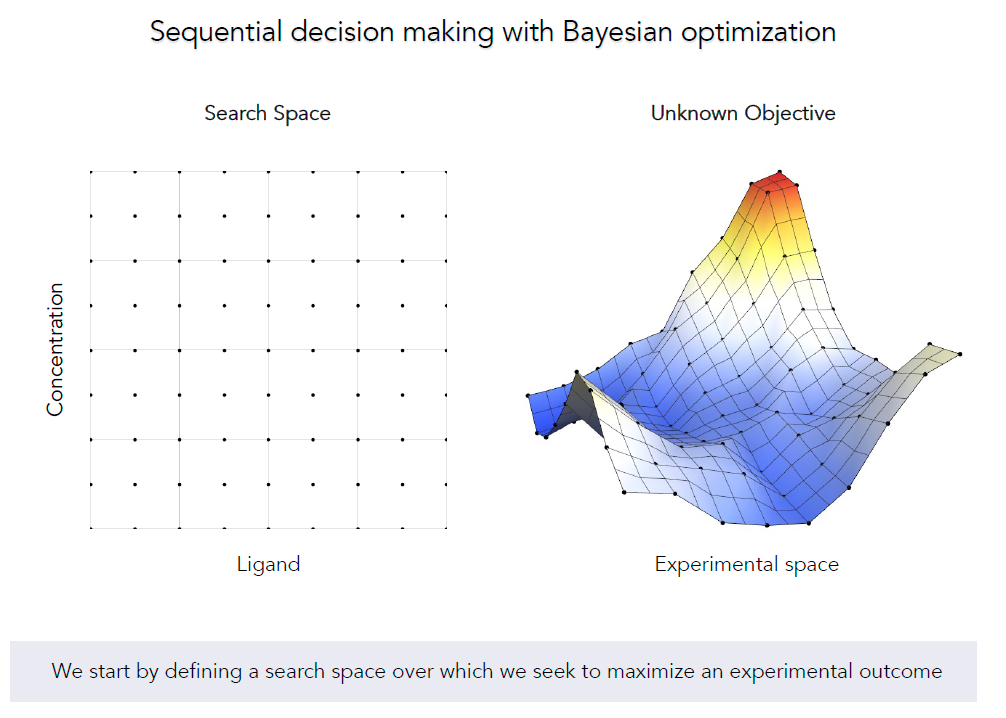 Sequential decision making with Bayesian optimization
Search Space
Unknown Objective
Concentration
Ligand
Experimental space
We start by defining a search space over which we seek to maximize an experimental outcome